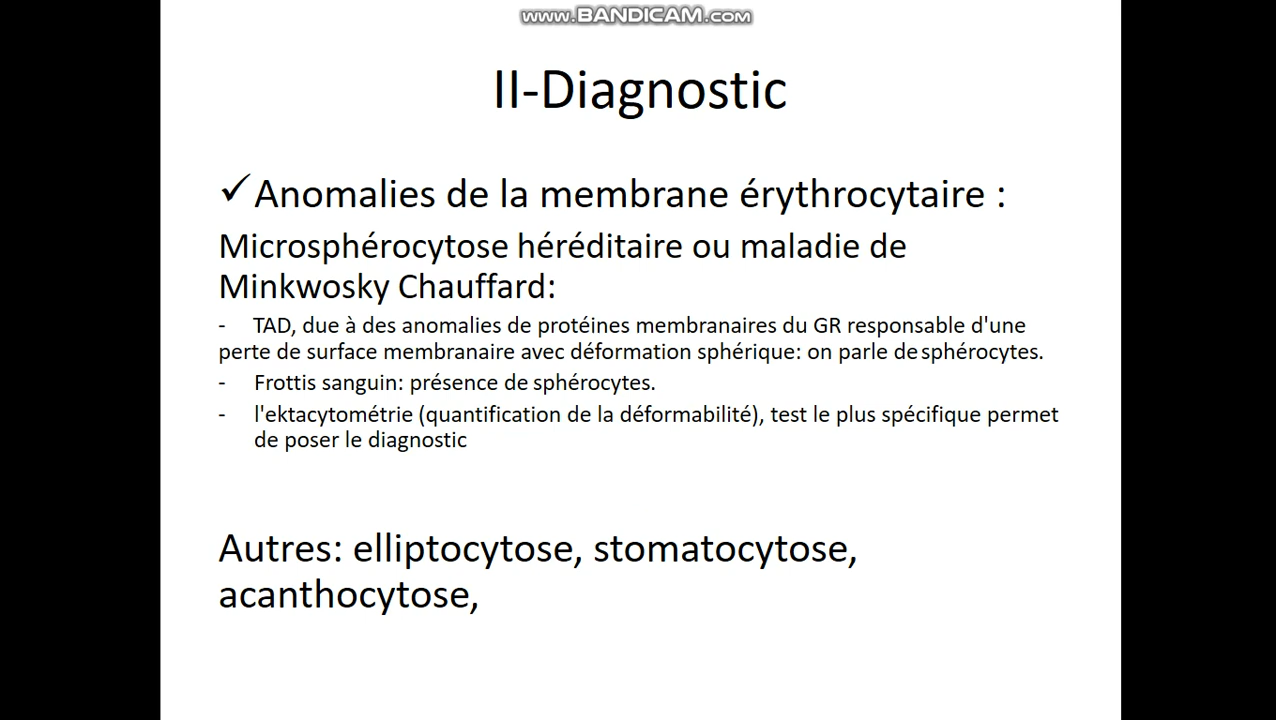 www.BANDICAM.com
II-Diagnostic
✓Anomalies de la membrane érythrocytaire :
Microsphérocytose héréditaire ou maladie de
Minkwosky Chauffard:
- TAD, due à des anomalies de protéines membranaires du GR responsable d'une
perte de surface membranaire avec déformation sphérique: on parle de sphérocytes.
- Frottis sanguin: présence de sphérocytes.
- l'ektacytométrie (quantification de la déformabilité), test le plus spécifique permet
de poser le diagnostic
Autres: elliptocytose, stomatocytose,
acanthocytose,